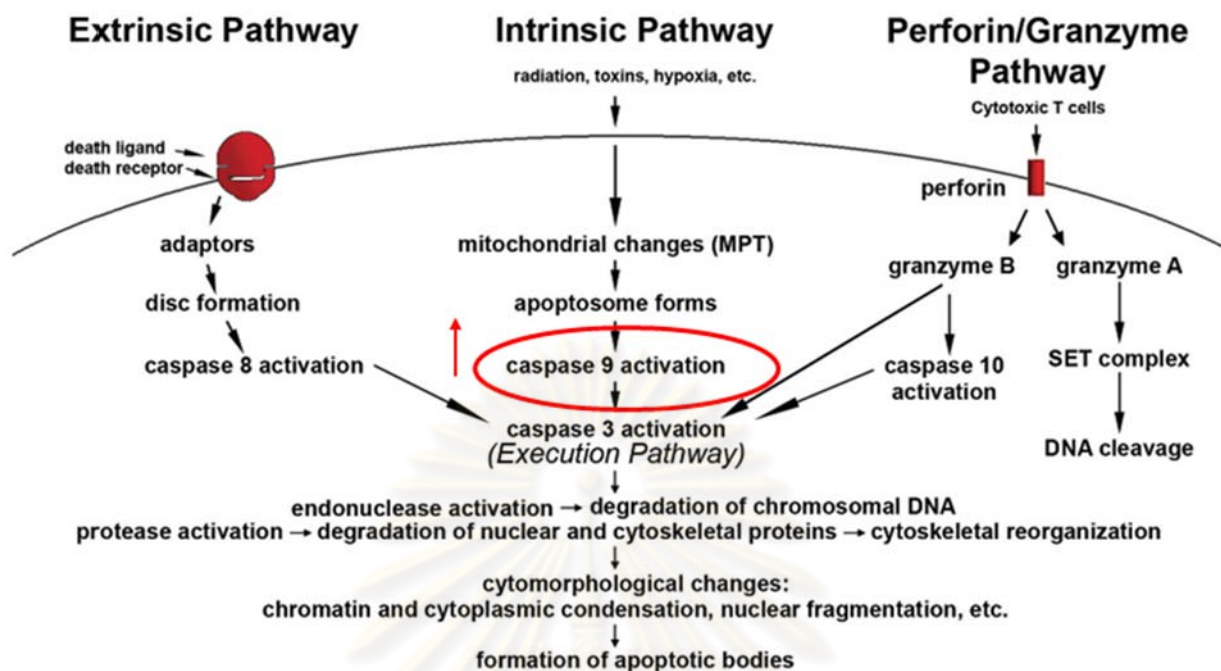 Extrinsic Pathway
Intrinsic Pathway
Perforin/Granzyme
Pathway
radiation, toxins, hypoxia, etc.
Cytotoxic T cells
death ligand
death receptor
perforin
adaptors
mitochondrial changes (MPT)
granzyme B
granzyme A
disc formation
apoptosome forms
caspase 8 activation
caspase 9 activation
caspase 10
activation
SET complex
caspase 3 activation
(Execution Pathway)
DNA cleavage
endonuclease activation → degradation of chromosomal DNA
protease activation → degradation of nuclear and cytoskeletal proteins → cytoskeletal reorganization
cytomorphological changes:
chromatin and cytoplasmic condensation, nuclear fragmentation, etc.
formation of apoptotic bodies